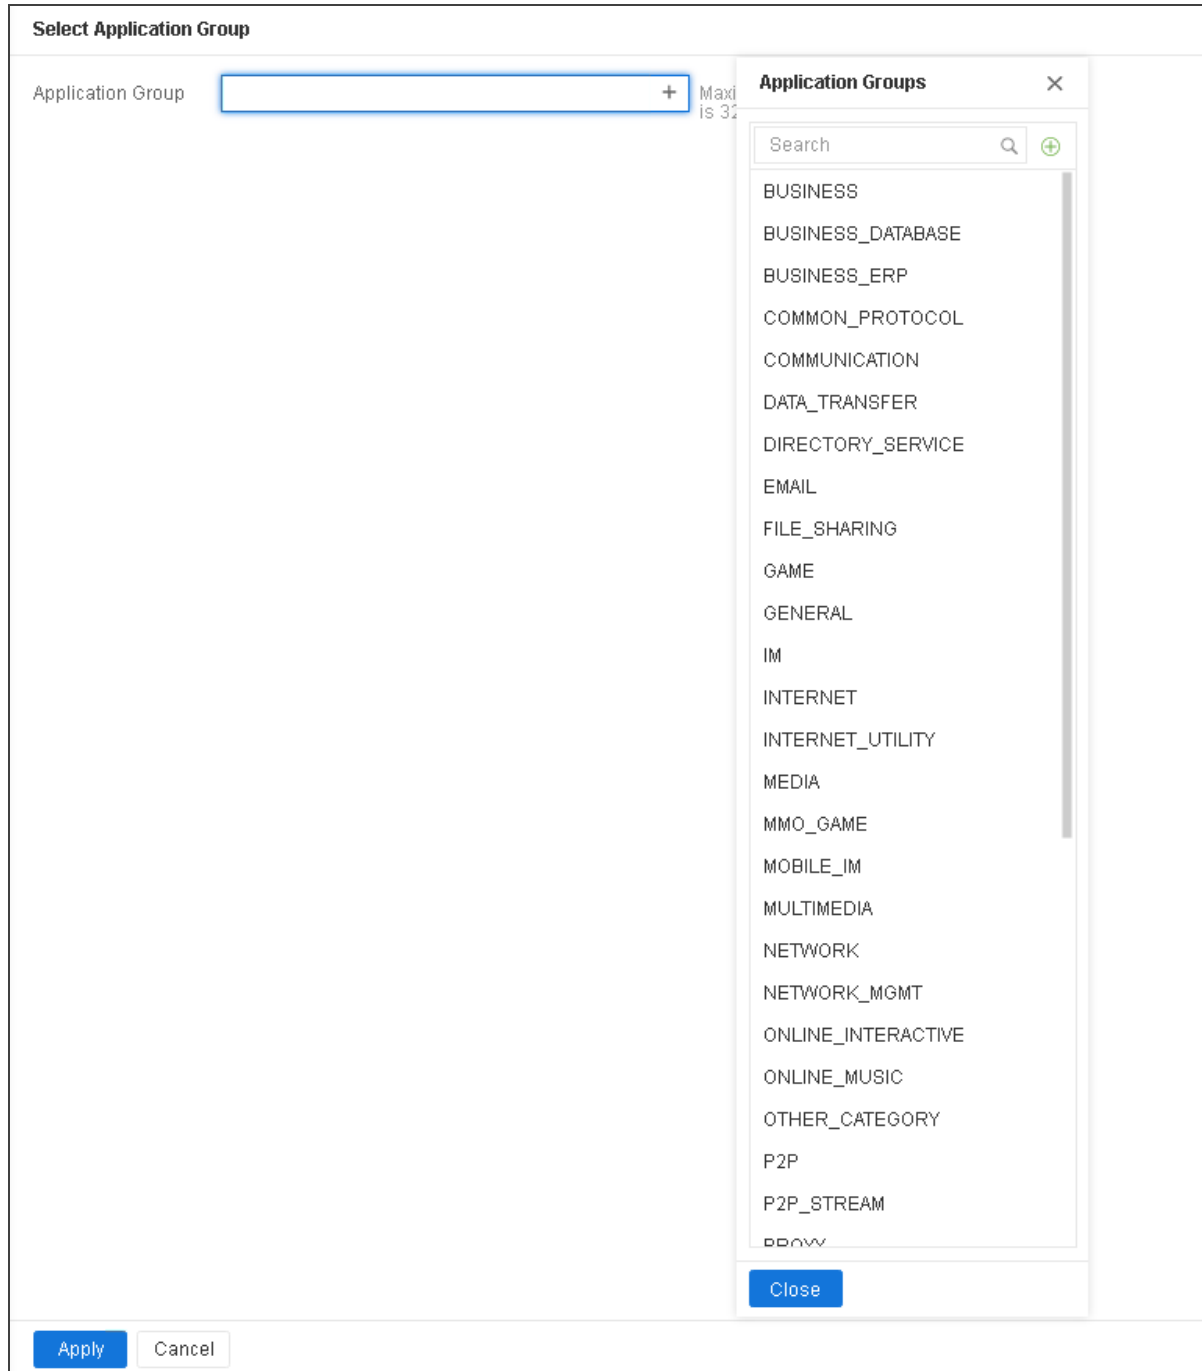 Select Application Group
Application Group
Maxi
is 32
Application Groups
Search
BUSINESS
BUSINESS_DATABASE
BUSINESS_ERP
COMMON_PROTOCOL
COMMUNICATION
DATA_TRANSFER
DIRECTORY_SERVICE
EMAIL
FILE_SHARING
GAME
GENERAL
IM
INTERNET
INTERNET_UTILITY
MEDIA
MMO_GAME
MOBILE_IM
MULTIMEDIA
NETWORK
NETWORK_MGMT
ONLINE_INTERACTIVE
ONLINE_MUSIC
OTHER_CATEGORY
P2P
P2P_STREAM
PROXY
Close
Apply Cancel